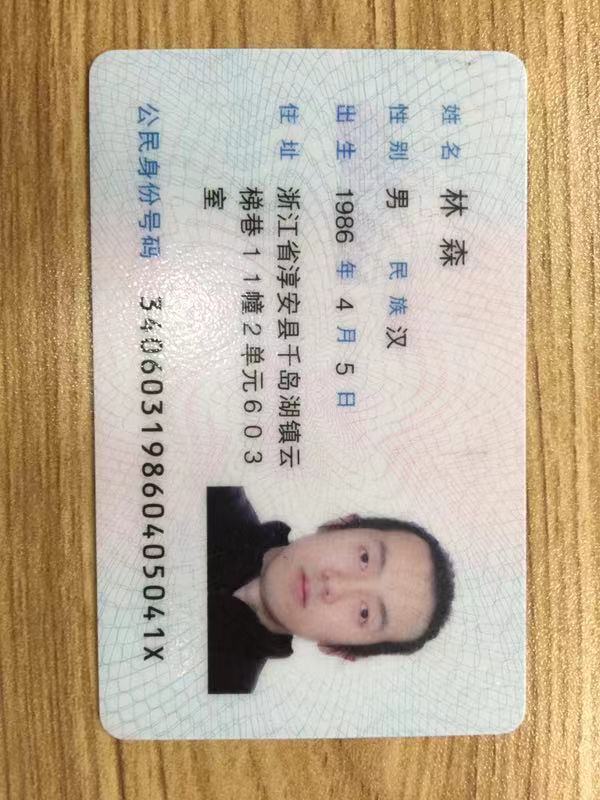 姓名 林森
性别 男 民族 汉
出生 1986 年 4 月 5 日
住址 浙江省淳安县千岛湖镇云
梯巷11幢2单元603
室
公民身份号码 34060319860405041X